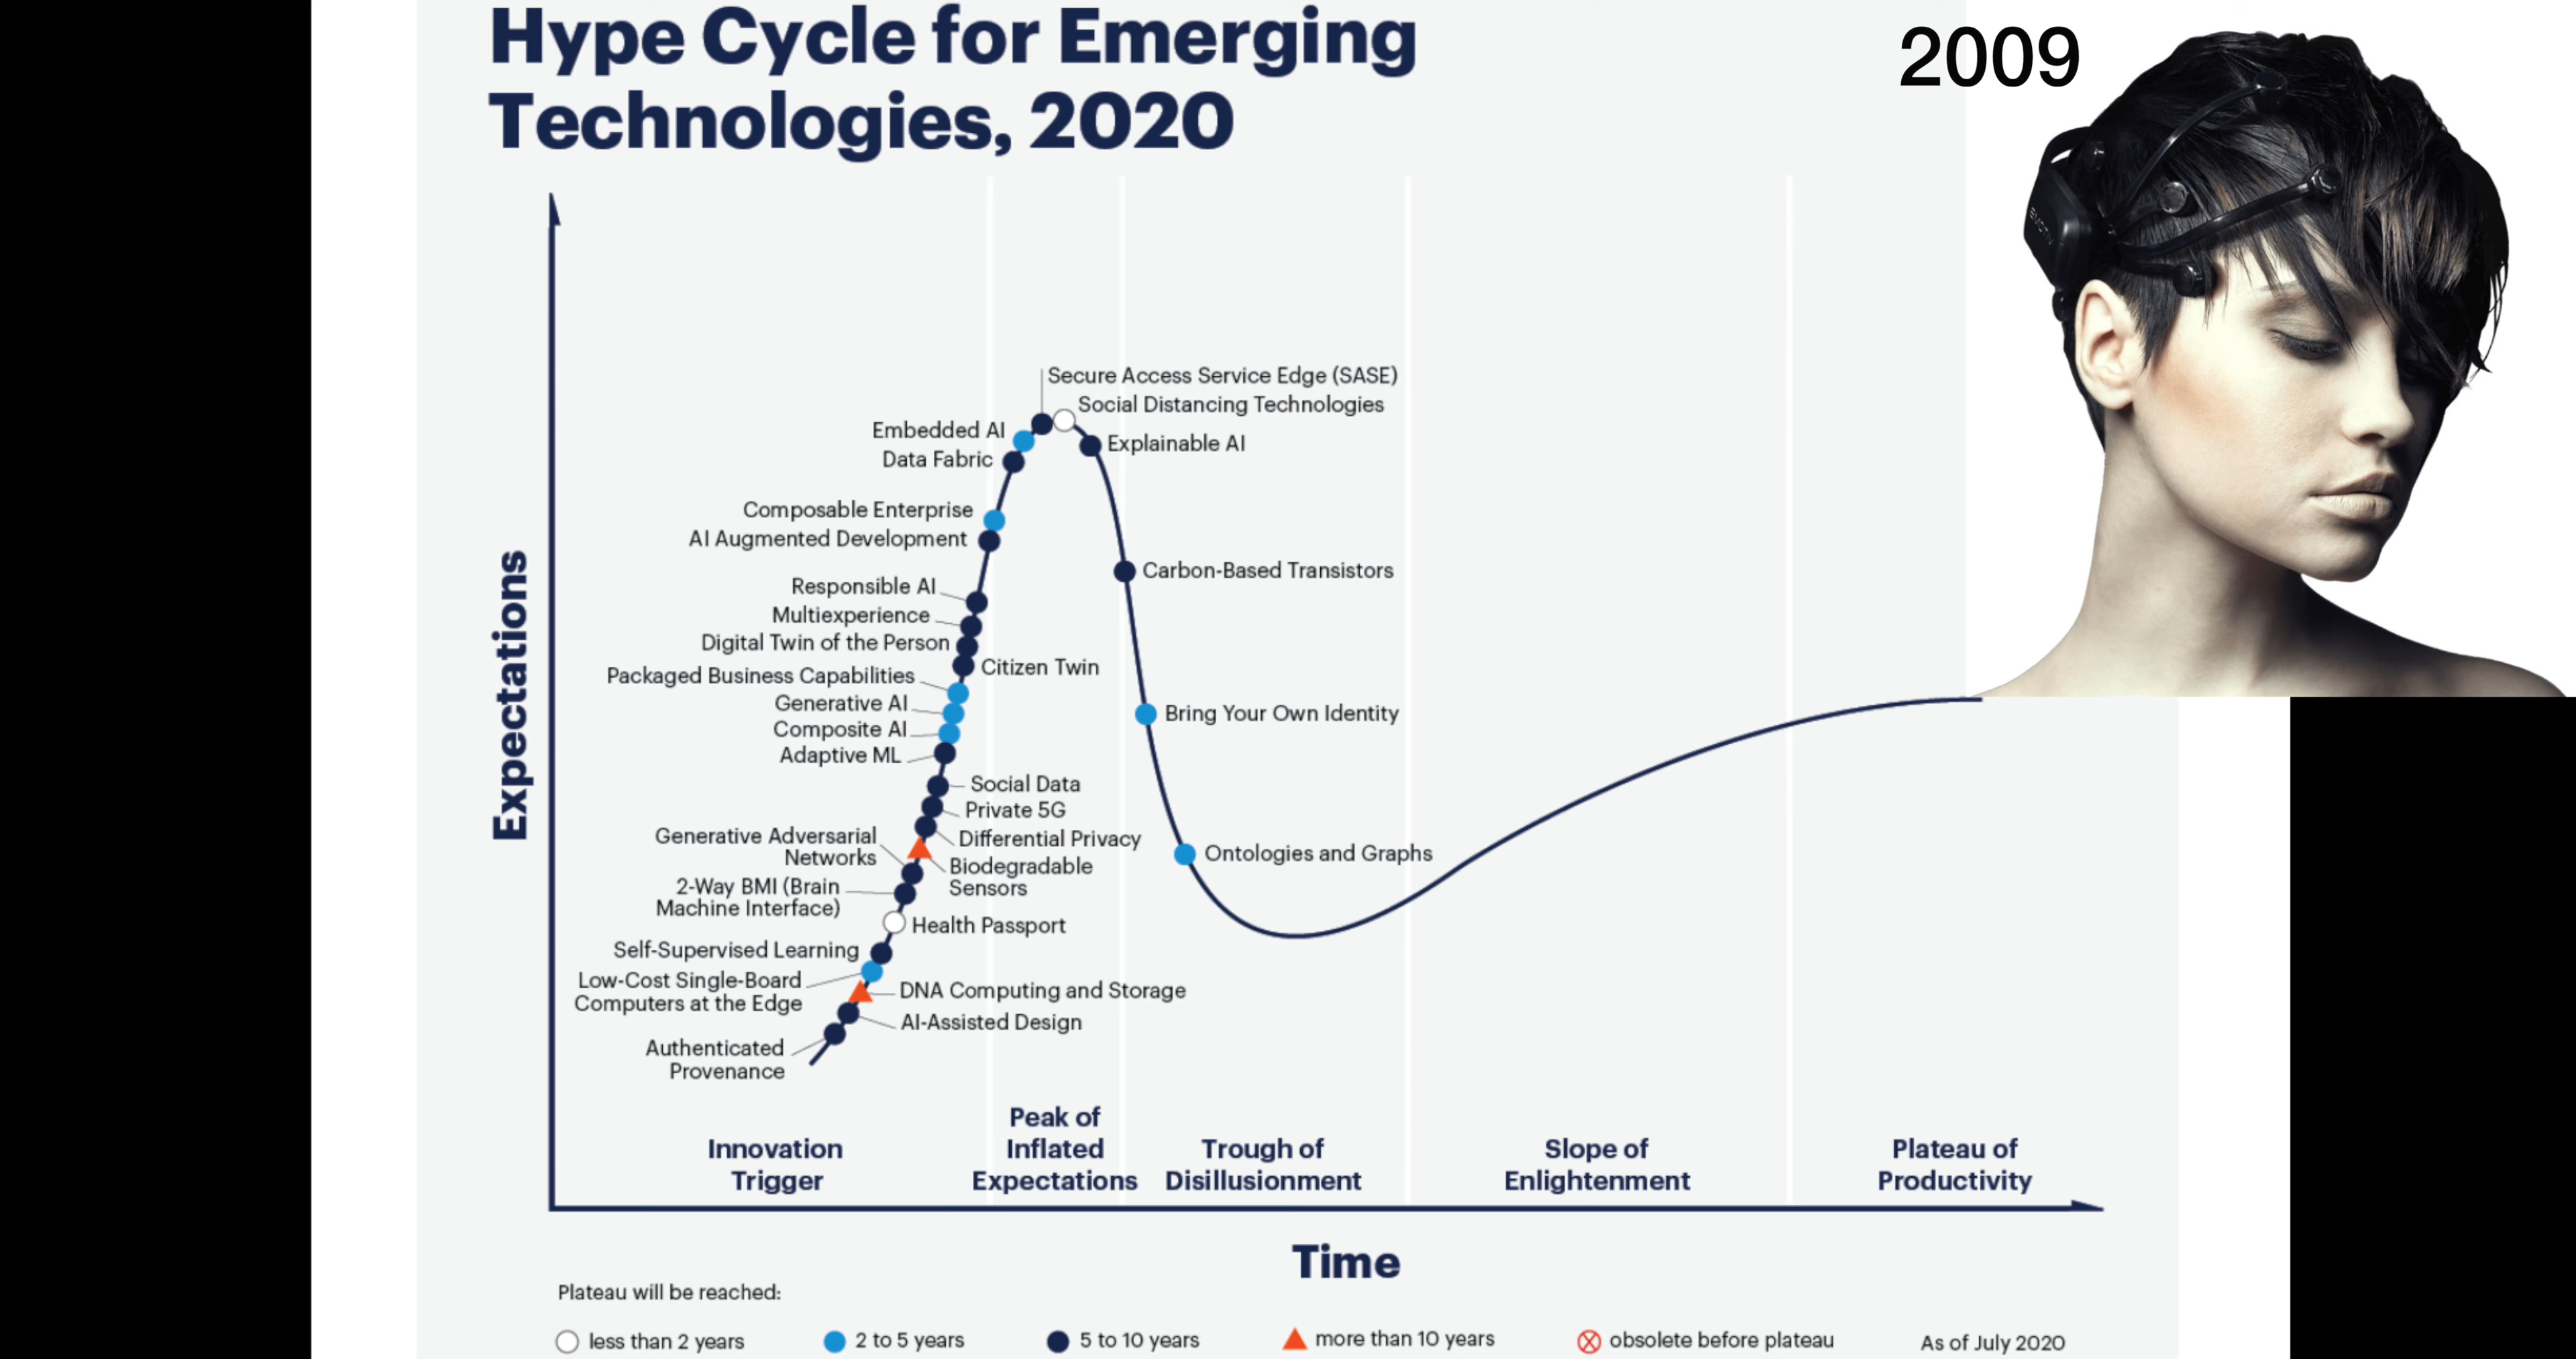 Hype Cycle for Emerging
Technologies, 2020
2009
EMOTIV
Secure Access Service Edge (SASE)
Social Distancing Technologies
Embedded AI
Explainable AI
Data Fabric
Composable Enterprise
AI Augmented Development
Carbon-Based Transistors
Responsible AI
Multiexperience
Digital Twin of the Person
Citizen Twin
Packaged Business Capabilities
Generative AI
Bring Your Own Identity
Composite AI
Adaptive ML
Social Data
Private 5G
Generative Adversarial
Networks
Differential Privacy
Ontologies and Graphs
Biodegradable
Sensors
2-Way BMI (Brain
Machine Interface)
Health Passport
Self-Supervised Learning
Low-Cost Single-Board
Computers at the Edge
DNA Computing and Storage
AI-Assisted Design
Authenticated
Provenance
Expectations
Innovation
Trigger
Peak of
Inflated
Expectations
Trough of
Disillusionment
Slope of
Enlightenment
Plateau of
Productivity
Time
Plateau will be reached:
less than 2 years
2 to 5 years
5 to 10 years
more than 10 years
obsolete before plateau
As of July 2020